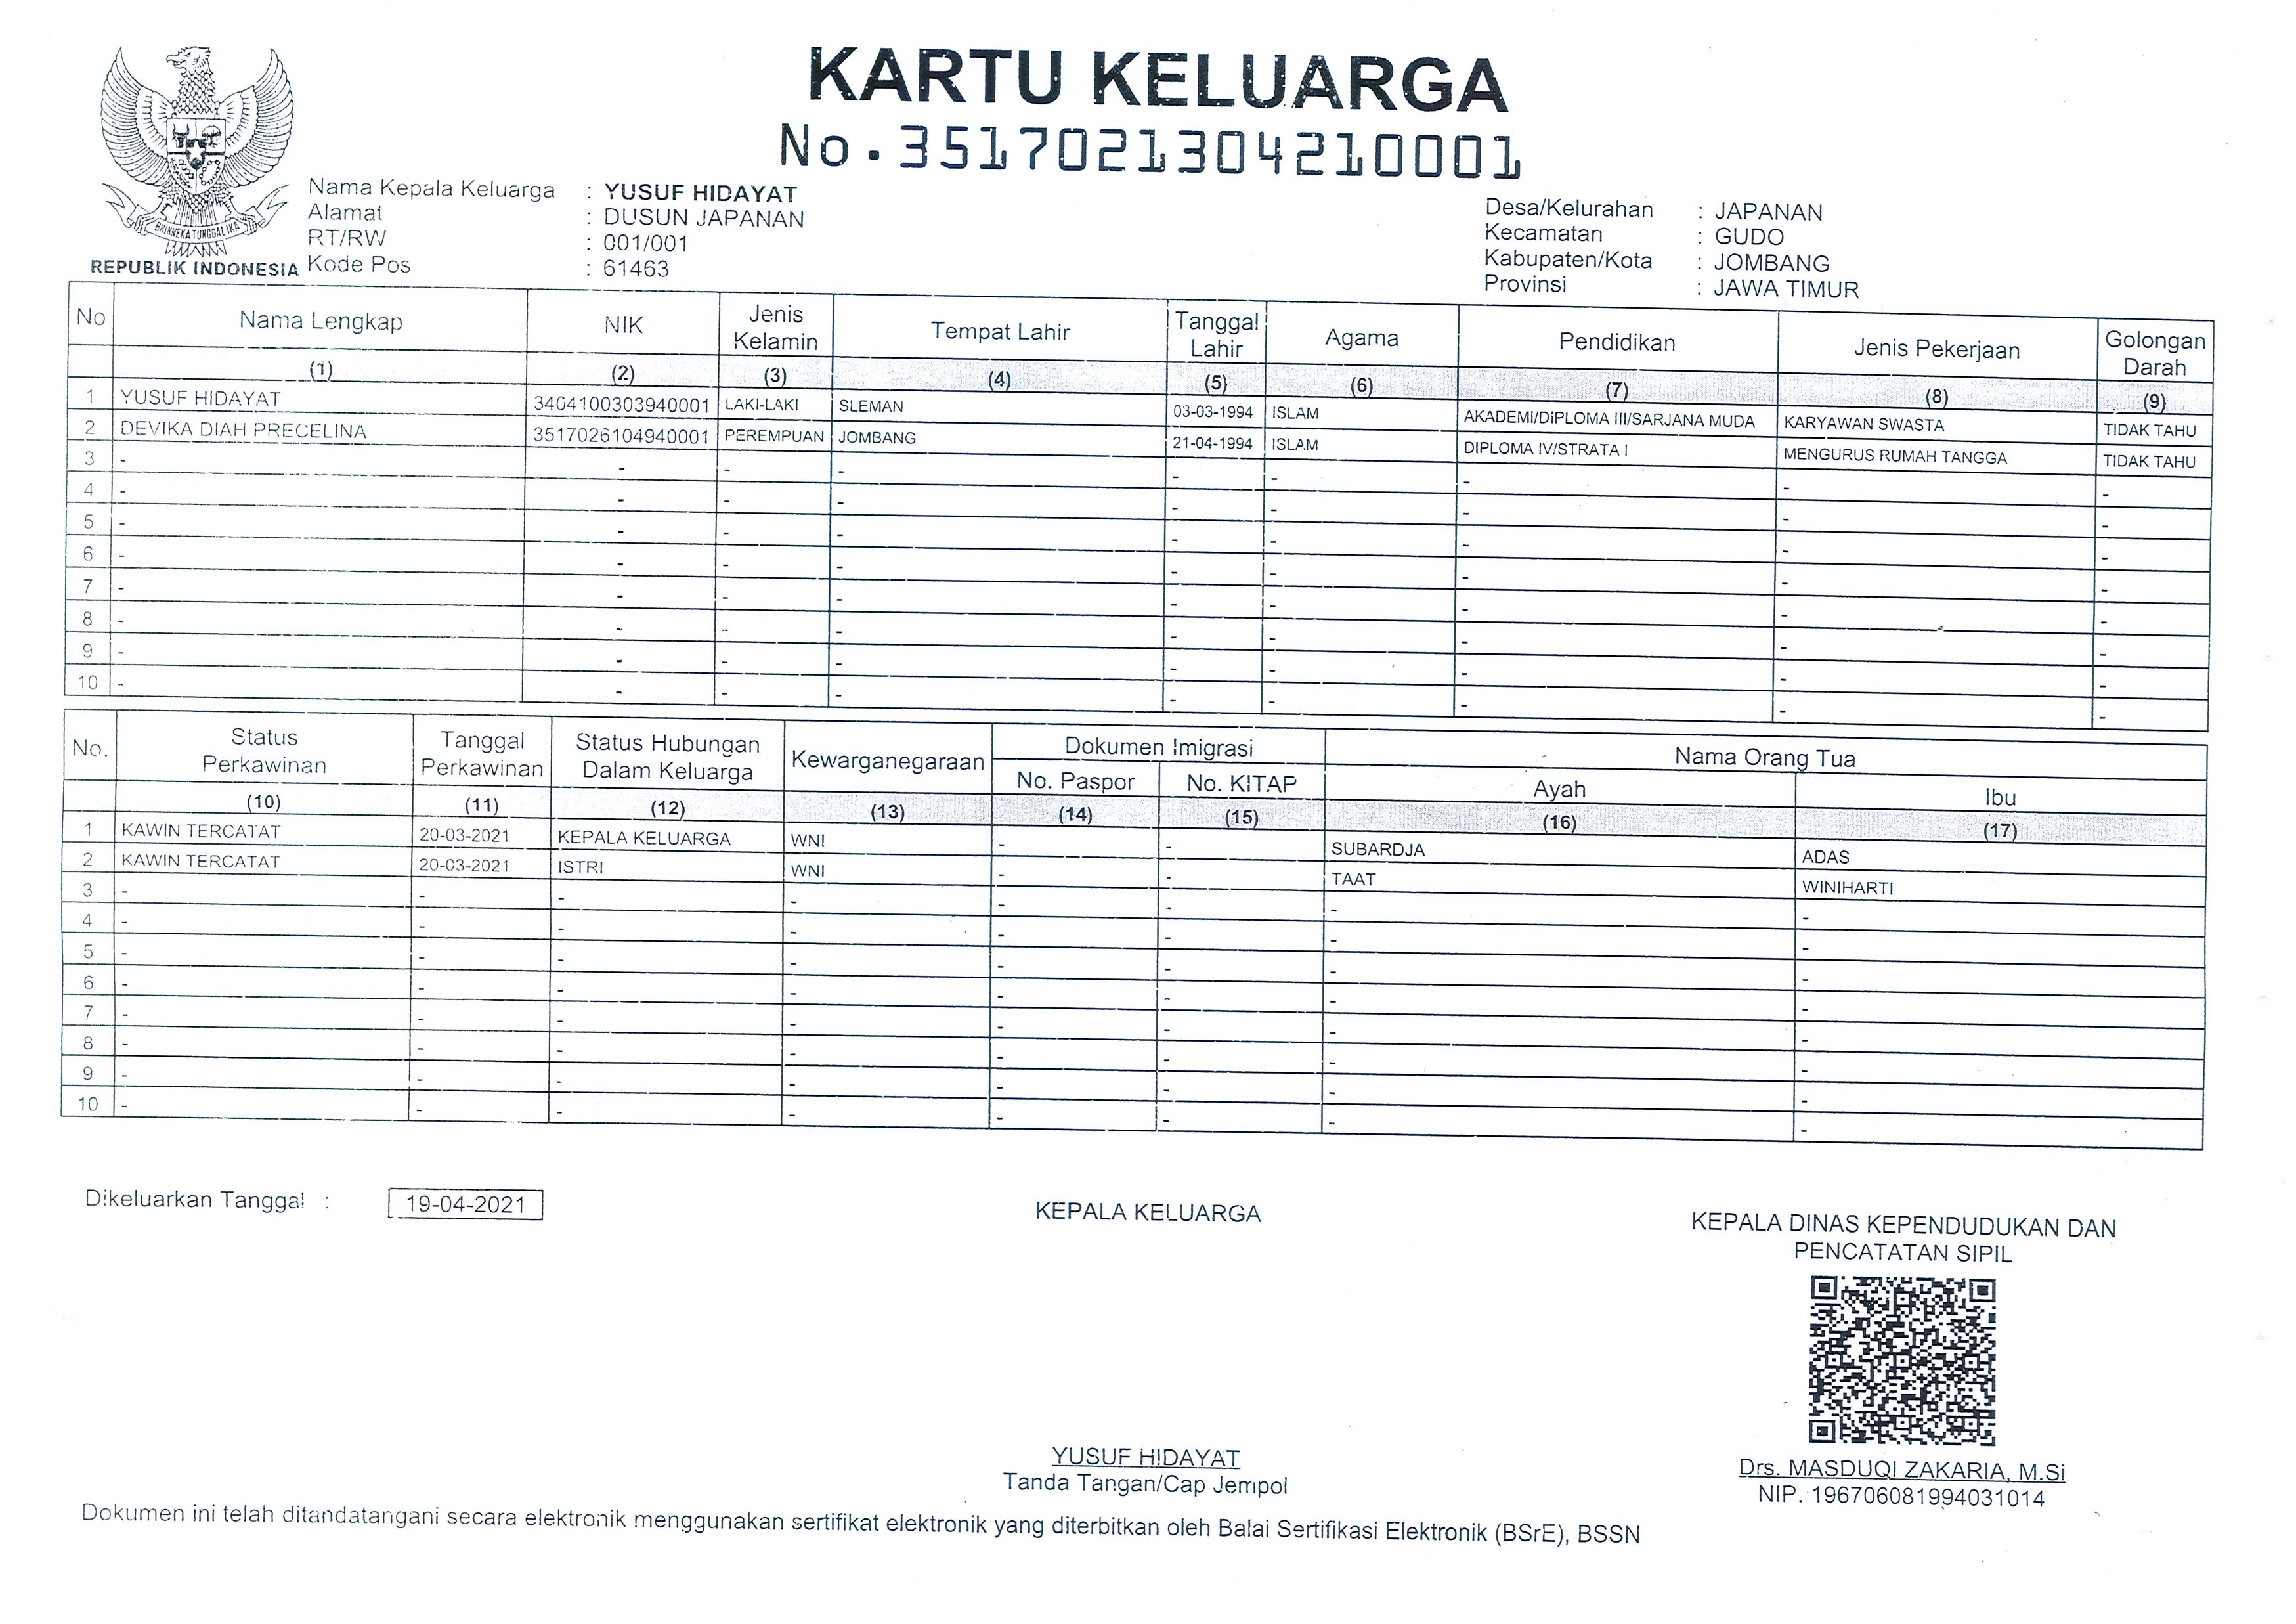 KARTU KELUARGA
No.3517021304210001
BHINNEKA TUNGGAL IKA
REPUBLIK INDONESIA
Nama Kepala Keluarga : YUSUF HIDAYAT
Alamat : DUSUN JAPANAN
RT/RW : 001/001
Kode Pos : 61463
Desa/Kelurahan : JAPANAN
Kecamatan : GUDO
Kabupaten/Kota : JOMBANG
Provinsi : JAWA TIMUR
No Nama Lengkap NIK Jenis Kelamin Tempat Lahir Tanggal Lahir Agama Pendidikan Jenis Pekerjaan Golongan Darah
(1) (2) (3) (4) (5) (6) (7) (8) (9)
1 YUSUF HIDAYAT 3404100303940001 LAKI-LAKI SLEMAN 03-03-1994 ISLAM AKADEMI/DIPLOMA III/SARJANA MUDA KARYAWAN SWASTA TIDAK TAHU
2 DEVIKA DIAH PRECELINA 3517026104940001 PEREMPUAN JOMBANG 21-04-1994 ISLAM DIPLOMA IV/STRATA I MENGURUS RUMAH TANGGA TIDAK TAHU
3 - - - - - - - - -
4 - - - - - - - - -
5 - - - - - - - - -
6 - - - - - - - - -
7 - - - - - - - - -
8 - - - - - - - - -
9 - - - - - - - - -
10 - - - - - - - - -
No. Status Perkawinan Tanggal Perkawinan Status Hubungan Dalam Keluarga Kewarganegaraan Dokumen Imigrasi Nama Orang Tua
No. Paspor No. KITAP Ayah Ibu
(10) (11) (12) (13) (14) (15) (16) (17)
1 KAWIN TERCATAT 20-03-2021 KEPALA KELUARGA WNI - - SUBARDJA ADAS
2 KAWIN TERCATAT 20-03-2021 ISTRI WNI - - TAAT WINIHARTI
3 - - - - - - - -
4 - - - - - - - -
5 - - - - - - - -
6 - - - - - - - -
7 - - - - - - - -
8 - - - - - - - -
9 - - - - - - - -
10 - - - - - - - -
Dikeluarkan Tanggal : 19-04-2021
KEPALA KELUARGA
YUSUF HIDAYAT
Tanda Tangan/Cap Jempol
KEPALA DINAS KEPENDUDUKAN DAN
PENCATATAN SIPIL
Drs. MASDUQI ZAKARIA, M.Si
NIP. 196706081994031014
Dokumen ini telah ditandatangani secara elektronik menggunakan sertifikat elektronik yang diterbitkan oleh Balai Sertifikasi Elektronik (BSrE), BSSN